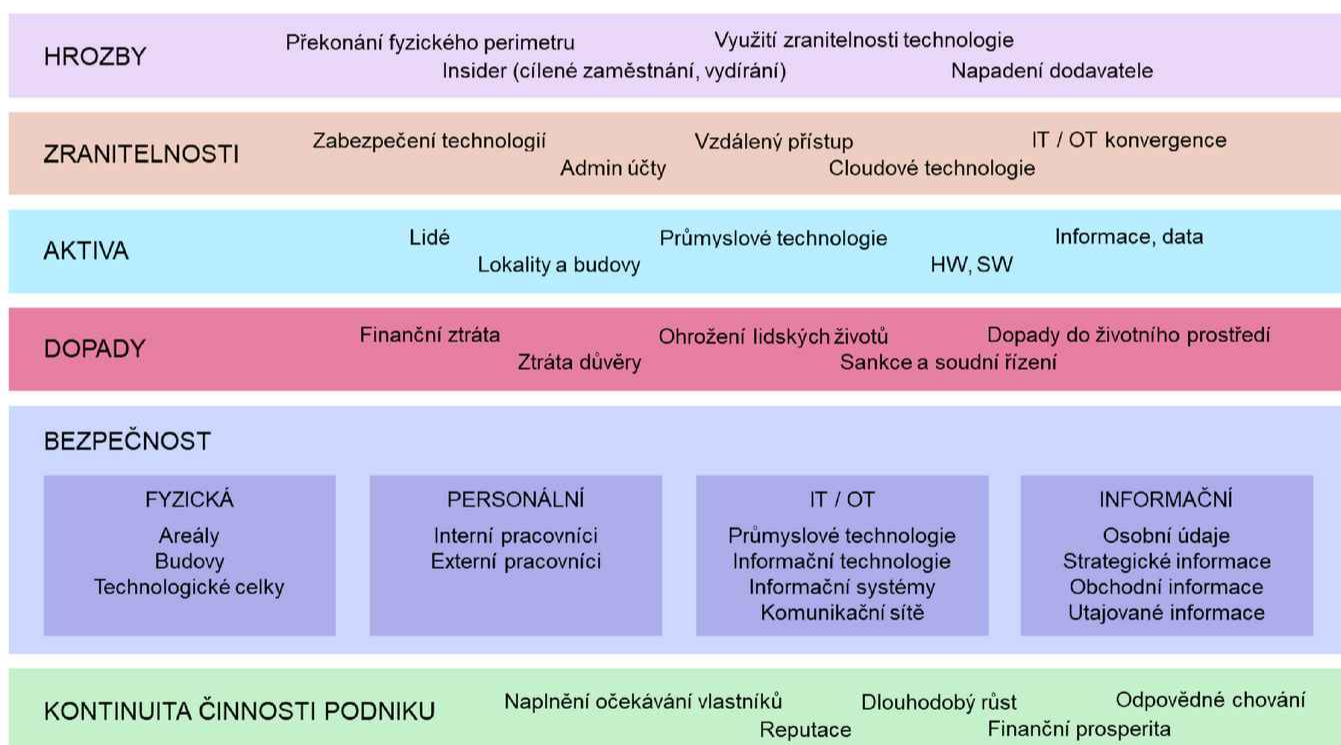 HROZBY
Překonání fyzického perimetru
Využití zranitelnosti technologie
Insider (cílené zaměstnání, vydírání)
Napadení dodavatele
ZRANITELNOSTI
Zabezpečení technologií
Vzdálený přístup
IT / OT konvergence
Admin účty
Cloudové technologie
AKTIVA
Lidé
Průmyslové technologie
Informace, data
Lokality a budovy
HW, SW
DOPADY
Finanční ztráta
Ohrožení lidských životů
Dopady do životního prostředí
Ztráta důvěry
Sankce a soudní řízení
BEZPEČNOST
FYZICKÁ
Areály
Budovy
Technologické celky
PERSONÁLNÍ
Interní pracovníci
Externí pracovníci
IT / OT
Průmyslové technologie
Informační technologie
Informační systémy
Komunikační sítě
INFORMAČNÍ
Osobní údaje
Strategické informace
Obchodní informace
Utajované informace
KONTINUITA ČINNOSTI PODNIKU
Naplnění očekávání vlastníků
Dlouhodobý růst
Odpovědné chování
Reputace
Finanční prosperita